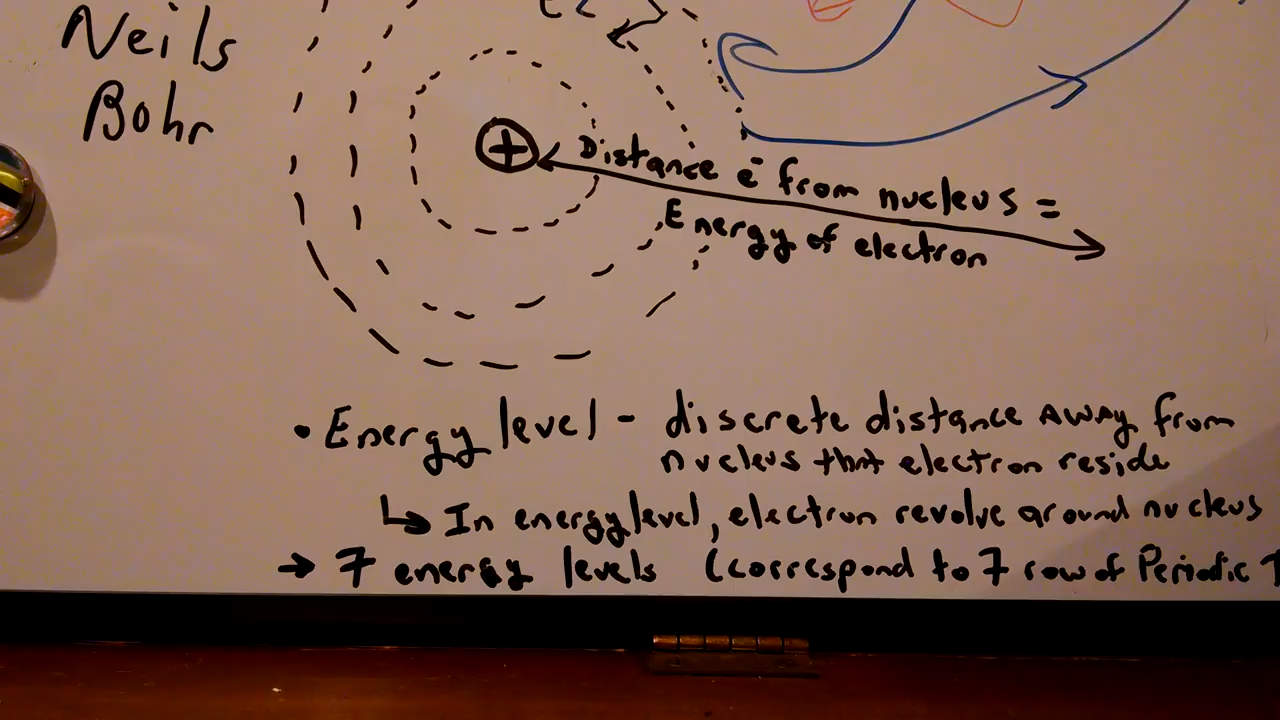 Neils
Bohr
+
Distance e⁻ from nucleus =
Energy of electron
• Energy level - discrete distance AWAY from
nucleus that electron reside
↳ In energy level, electron revolve around nucleus
→ 7 energy levels (correspond to 7 row of Periodic